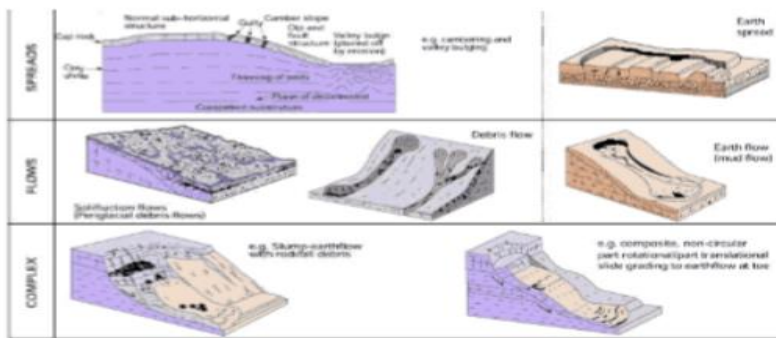 SPREADS
Normal sub-horizontal
structure
Gully
Camber slope
Dip and
fault
structure
Valley bulge
(planed off
by erosion)
Cap rock
Clay
shale
Thinning of beds
Plane of decollement
Competent substratum
e.g. cambering and
valley bulging
Earth
spread
FLOWS
Solifluction flows
(Periglacial debris flows)
Debris flow
Earth flow
(mud flow)
COMPLEX
e.g. Slump-earthflow
with rockfall debris
e.g. composite, non-circular
part rotational/part translational
slide grading to earthflow at toe